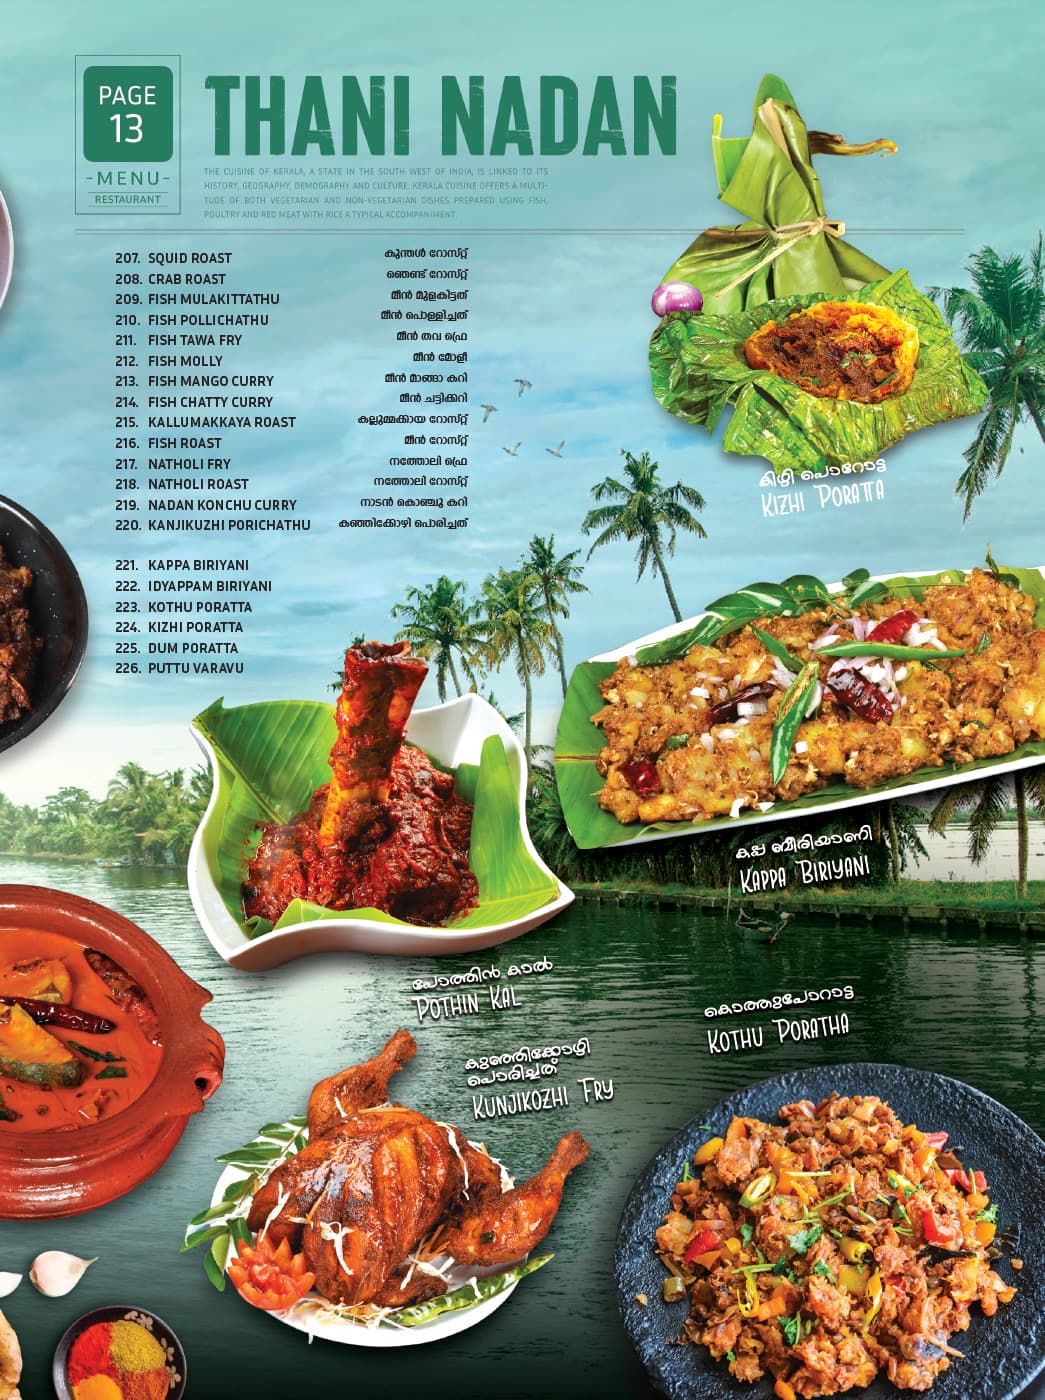 PAGE
13
-MENU-
RESTAURANT
THANI NADAN
THE CUISINE OF KERALA, A STATE IN THE SOUTH WEST OF INDIA, IS LINKED TO ITS
HISTORY, GEOGRAPHY, DEMOGRAPHY AND CULTURE. KERALA CUISINE OFFERS A MULTI-
TUDE OF BOTH VEGETARIAN AND NON-VEGETARIAN DISHES PREPARED USING FISH,
POULTRY AND RED MEAT WITH RICE A TYPICAL ACCOMPANIMENT.
207. SQUID ROAST കൂന്തൾ റോസ്റ്റ്
208. CRAB ROAST ഞെണ്ട് റോസ്റ്റ്
209. FISH MULAKITTATHU മീൻ മുളകിട്ടത്
210. FISH POLLICHATHU മീൻ പൊള്ളിച്ചത്
211. FISH TAWA FRY മീൻ തവ ഫ്രൈ
212. FISH MOLLY മീൻ മോളീ
213. FISH MANGO CURRY മീൻ മാങ്ങാ കറി
214. FISH CHATTY CURRY മീൻ ചട്ടിക്കറി
215. KALLUMAKKAYA ROAST കല്ലുമ്മക്കായ റോസ്റ്റ്
216. FISH ROAST മീൻ റോസ്റ്റ്
217. NATHOLI FRY നത്തോലി ഫ്രൈ
218. NATHOLI ROAST നത്തോലി റോസ്റ്റ്
219. NADAN KONCHU CURRY നാടൻ കൊഞ്ചു കറി
220. KANJIKUZHI PORICHATHU കുഞ്ഞിക്കോഴി പൊരിച്ചത്
221. KAPPA BIRIYANI
222. IDYAPPAM BIRIYANI
223. KOTHU PORATTA
224. KIZHI PORATTA
225. DUM PORATTA
226. PUTTU VARAVU
കിഴി പൊറോട്ട
KIZHI PORATTA
കപ്പ ബീരിയാണി
KAPPA BIRIYANI
പോത്തിൻ കാൽ
POTHIN KAL
കൊത്തുപോറാട്ട
KOTHU PORATHA
കുഞ്ഞിക്കോഴി
പൊരിച്ചത്
KUNJIKOZHI FRY